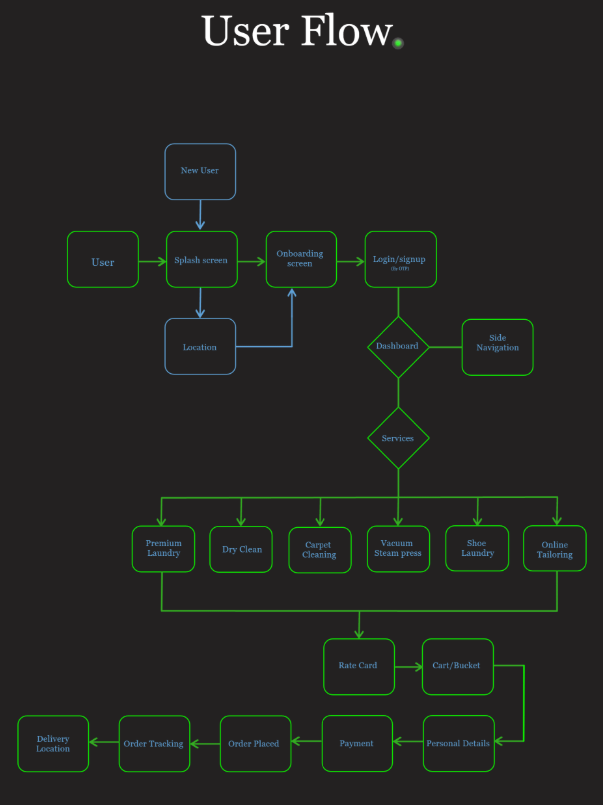 User Flow.
New User
User
Splash screen
Onboarding
screen
Login/signup
(by OTP)
Location
Dashboard
Side
Navigation
Services
Premium
Laundry
Dry Clean
Carpet
Cleaning
Vacuum
Steam press
Shoe
Laundry
Online
Tailoring
Rate Card
Cart/Bucket
Delivery
Location
Order Tracking
Order Placed
Payment
Personal Details